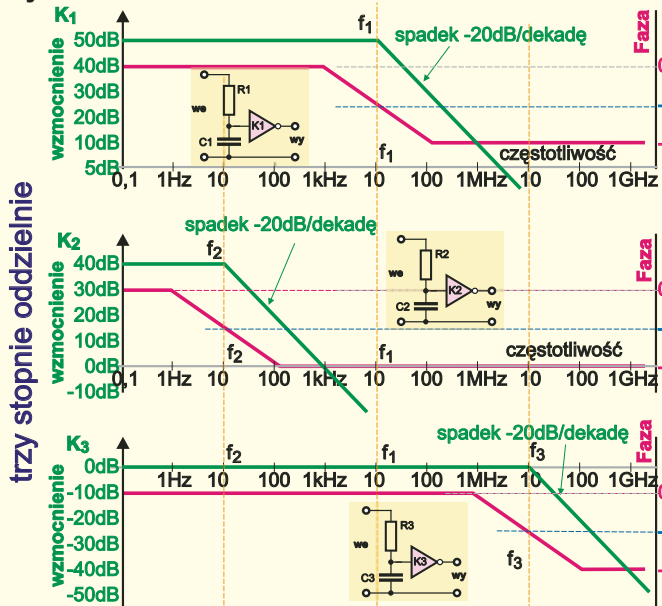 trzy stopnie oddzielnie
K1
f1
spadek -20dB/dekadę
Faza
wzmocnienie
50dB
40dB
30dB
20dB
10dB
5dB
0
R1
we
K1
C1
wy
f1
częstotliwość
0,1 1Hz 10 100 1kHz 10 100 1MHz 10 100 1GHz
K2
spadek -20dB/dekadę
f2
Faza
wzmocnienie
40dB
30dB
20dB
10dB
0dB
-10dB
0
R2
we
K2
C2
wy
f2
f1
częstotliwość
0,1 1Hz 10 100 1kHz 10 100 1MHz 10 100 1GHz
K3
spadek -20dB/dekadę
f2
f1
f3
Faza
wzmocnienie
0dB
-10dB
-20dB
-30dB
-40dB
-50dB
0
1Hz 10 100 1kHz 10 100 1MHz 10 100 1GHz
R3
we
K3
C3
wy
f3